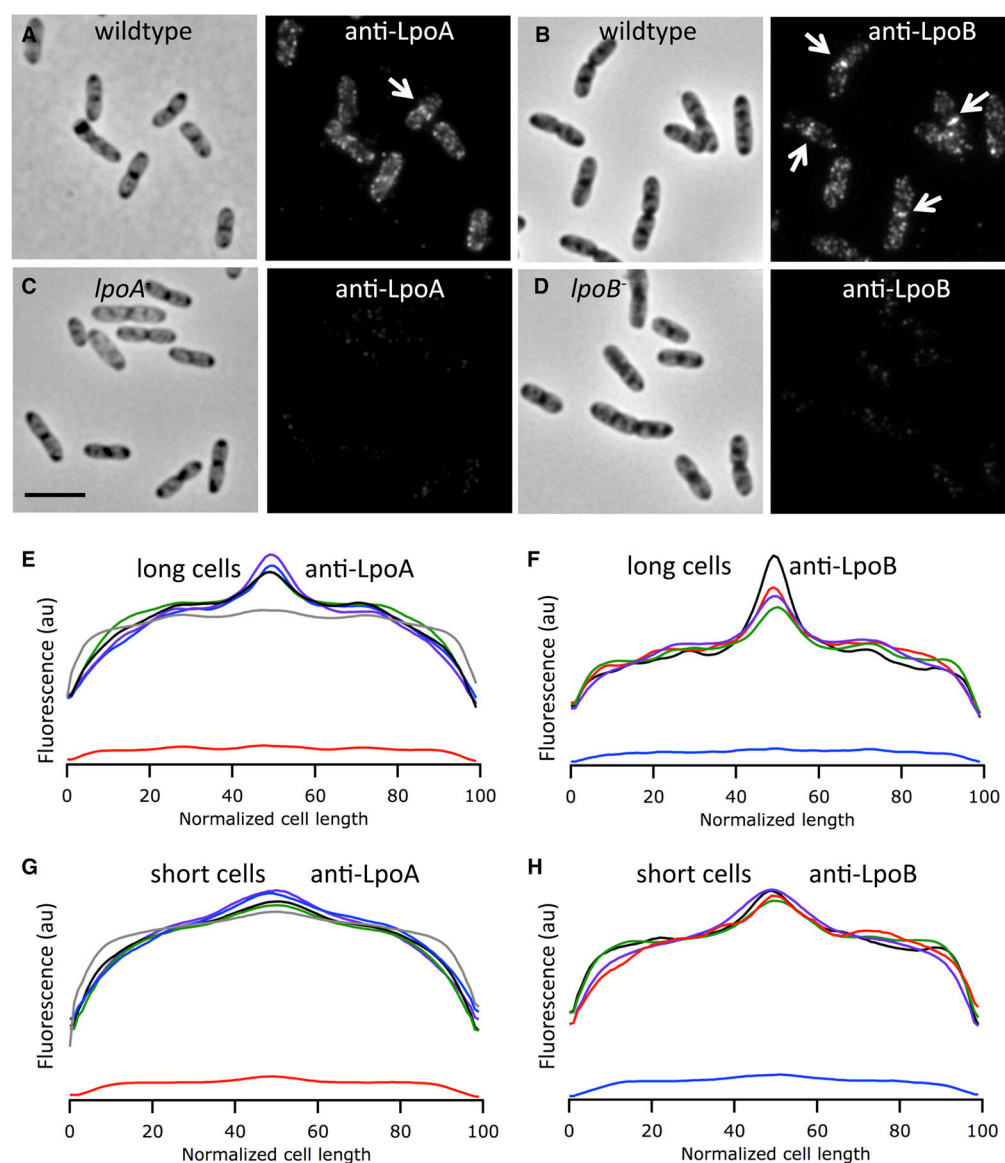 A wildtype anti-LpoA
B wildtype anti-LpoB
C lpoA anti-LpoA
D lpoB- anti-LpoB
E long cells anti-LpoA
Fluorescence (au)
0 20 40 60 80 100
Normalized cell length
F long cells anti-LpoB
Fluorescence (au)
0 20 40 60 80 100
Normalized length
G short cells anti-LpoA
Fluorescence (au)
0 20 40 60 80 100
Normalized cell length
H short cells anti-LpoB
Fluorescence (au)
0 20 40 60 80 100
Normalized cell length